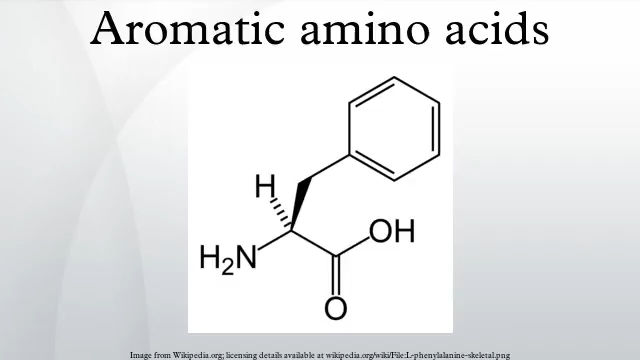 Aromatic amino acids
H
OH
H₂N
O
Image from Wikipedia.org; licensing details available at wikipedia.org/wiki/File:L-phenylalanine-skeletal.png